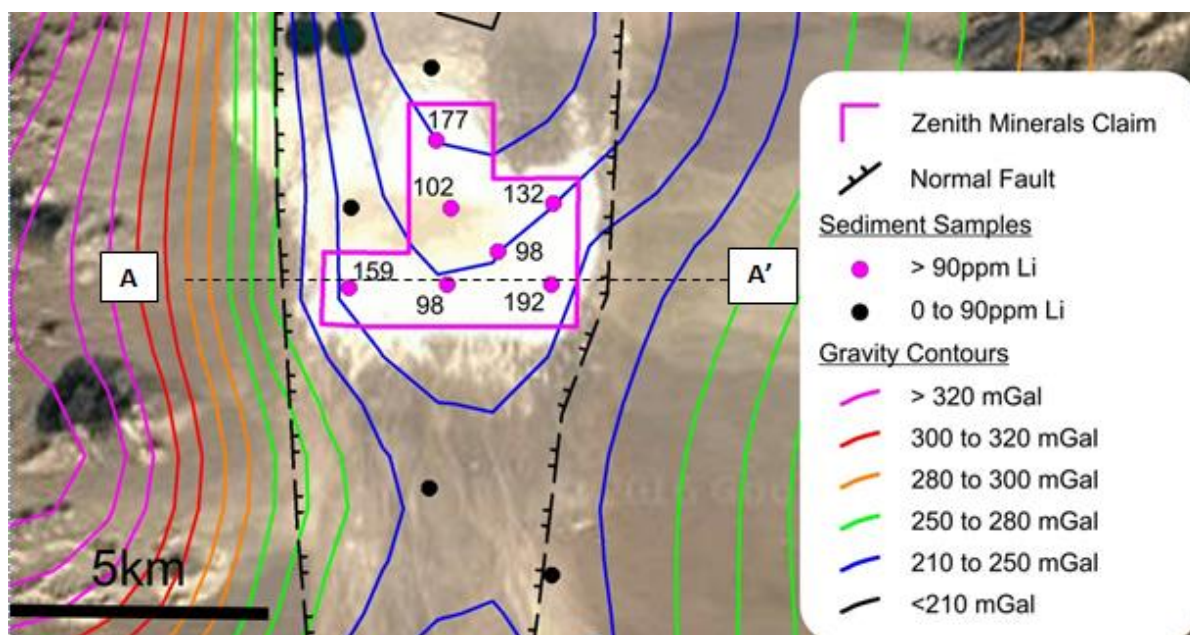 177
102
132
98
159
98
192
A
A'
5km
Zenith Minerals Claim
Normal Fault
Sediment Samples
> 90ppm Li
0 to 90ppm Li
Gravity Contours
> 320 mGal
300 to 320 mGal
280 to 300 mGal
250 to 280 mGal
210 to 250 mGal
<210 mGal